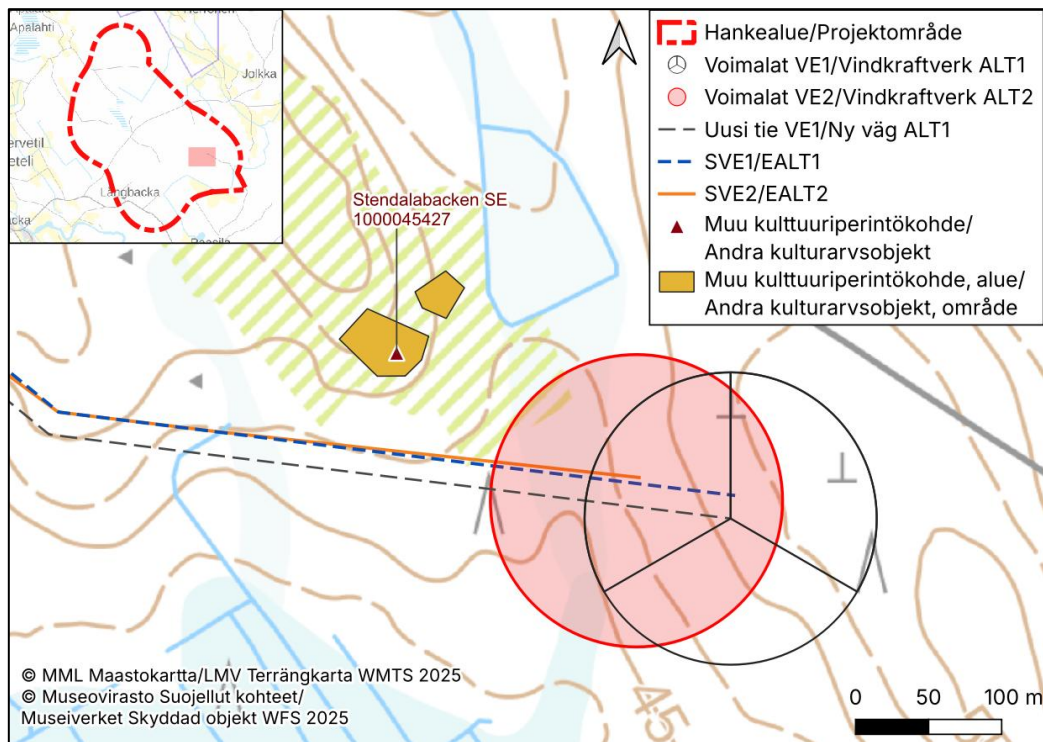 Apalahti
Jolkka
ervetil
eteli
Långbacka
acka
Stendalabacken SE
1000045427
Hankealue/Projektområde
Voimalat VE1/Vindkraftverk ALT1
Voimalat VE2/Vindkraftverk ALT2
Uusi tie VE1/Ny väg ALT1
SVE1/EALT1
SVE2/EALT2
Muu kulttuuriperintökohde/
Andra kulturarvsobjekt
Muu kulttuuriperintökohde, alue/
Andra kulturarvsobjekt, område
45
© MML Maastokartta/LMV Terrängkarta WMTS 2025
© Museovirasto Suojellut kohteet/
Museiverket Skyddad objekt WFS 2025
0 50 100 m